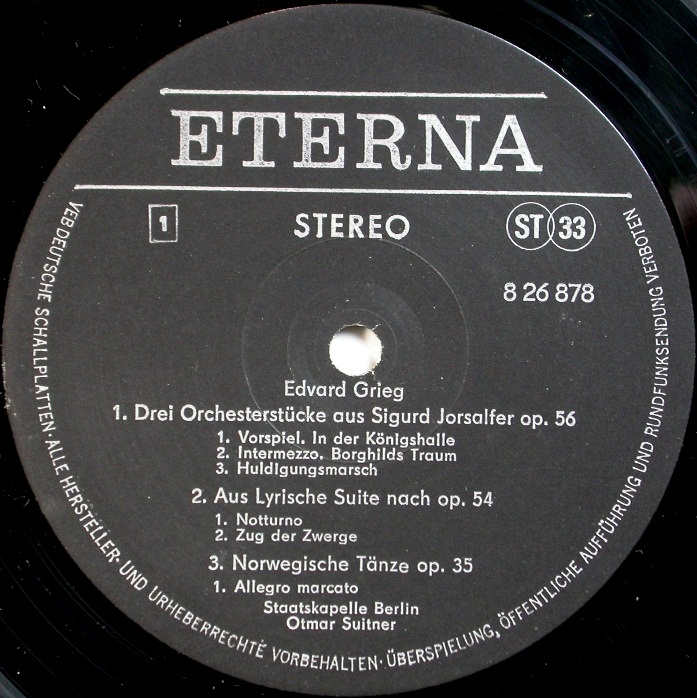 ETERNA
1
STEREO
ST 33
8 26 878
Edvard Grieg
1. Drei Orchesterstücke aus Sigurd Jorsalfer op. 56
1. Vorspiel. In der Königshalle
2. Intermezzo. Borghilds Traum
3. Huldigungsmarsch
2. Aus Lyrische Suite nach op. 54
1. Notturno
2. Zug der Zwerge
3. Norwegische Tänze op. 35
1. Allegro marcato
Staatskapelle Berlin
Otmar Suitner
VEB DEUTSCHE SCHALLPLATTEN · ALLE HERSTELLER- UND URHEBERRECHTE VORBEHALTEN · ÜBERSPIELUNG, ÖFFENTLICHE AUFFÜHRUNG UND RUNDFUNKSENDUNG VERBOTEN